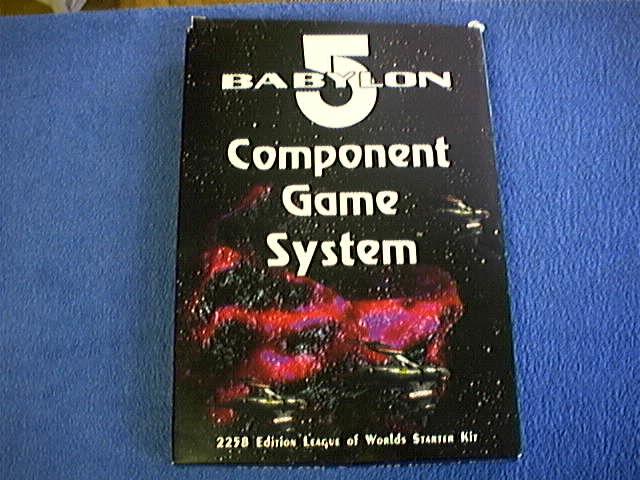 BABYLON
5
Component
Game
System
2258 Edition League of Worlds Starter Kit